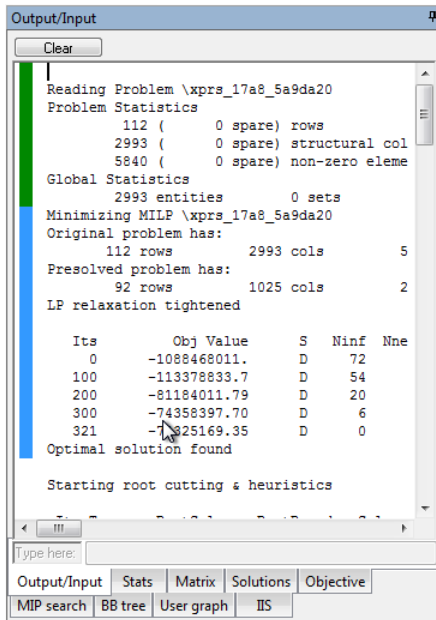 Output/Input
Clear
Reading Problem \xprs_17a8_5a9da20
Problem Statistics
112 ( 0 spare) rows
2993 ( 0 spare) structural col
5840 ( 0 spare) non-zero eleme
Global Statistics
2993 entities 0 sets
Minimizing MILP \xprs_17a8_5a9da20
Original problem has:
112 rows 2993 cols 5
Presolved problem has:
92 rows 1025 cols 2
LP relaxation tightened
Its Obj Value S Ninf Nne
0 -1088468011. D 72
100 -113378833.7 D 54
200 -81184011.79 D 20
300 -74358397.70 D 6
321 D 0
Optimal solution found
Starting root cutting & heuristics
Type here:
Output/Input Stats Matrix Solutions Objective
MIP search BB tree User graph IIS